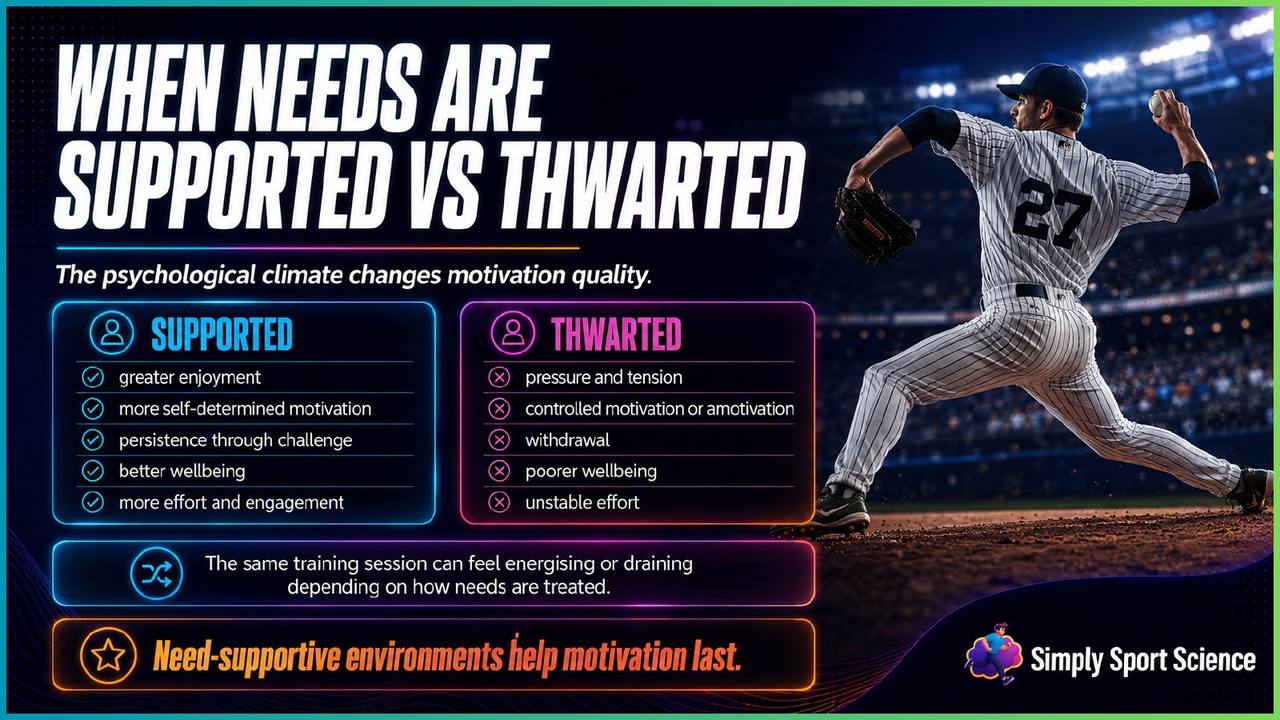 WHEN NEEDS ARE
SUPPORTED VS THWARTED
The psychological climate changes motivation quality.
SUPPORTED
greater enjoyment
more self-determined motivation
persistence through challenge
better wellbeing
more effort and engagement
THWARTED
pressure and tension
controlled motivation or amotivation
withdrawal
poorer wellbeing
unstable effort
The same training session can feel energising or draining
depending on how needs are treated.
Need-supportive environments help motivation last.
27
Simply Sport Science